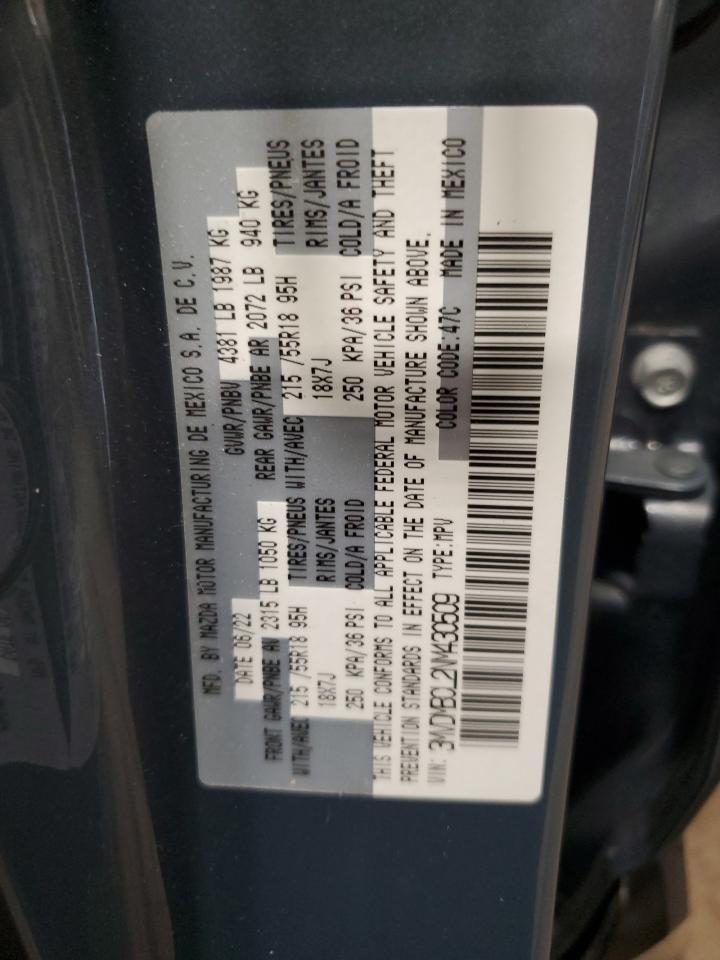 MFD. BY MAZDA MOTOR MANUFACTURING DE MEXICO S.A. DE C.V.
DATE 06/22 GVWR/PNBV 4381 LB 1987 KG
FRONT GAWR/PNBE AV 2315 LB 1050 KG REAR GAWR/PNBE AR 2072 LB 940 KG
WITH/AVEC 215 /55R18 95H TIRES/PNEUS WITH/AVEC 215 /55R18 95H TIRES/PNEUS
18X7J RIMS/JANTES 18X7J RIMS/JANTES
250 KPA/36 PSI COLD/A FROID 250 KPA/36 PSI COLD/A FROID
THIS VEHICLE CONFORMS TO ALL APPLICABLE FEDERAL MOTOR VEHICLE SAFETY AND THEFT
PREVENTION STANDARDS IN EFFECT ON THE DATE OF MANUFACTURE SHOWN ABOVE.
VIN: 3MVDMBCL2NM430509 TYPE:MPV COLOR CODE:47C MADE IN MEXICO